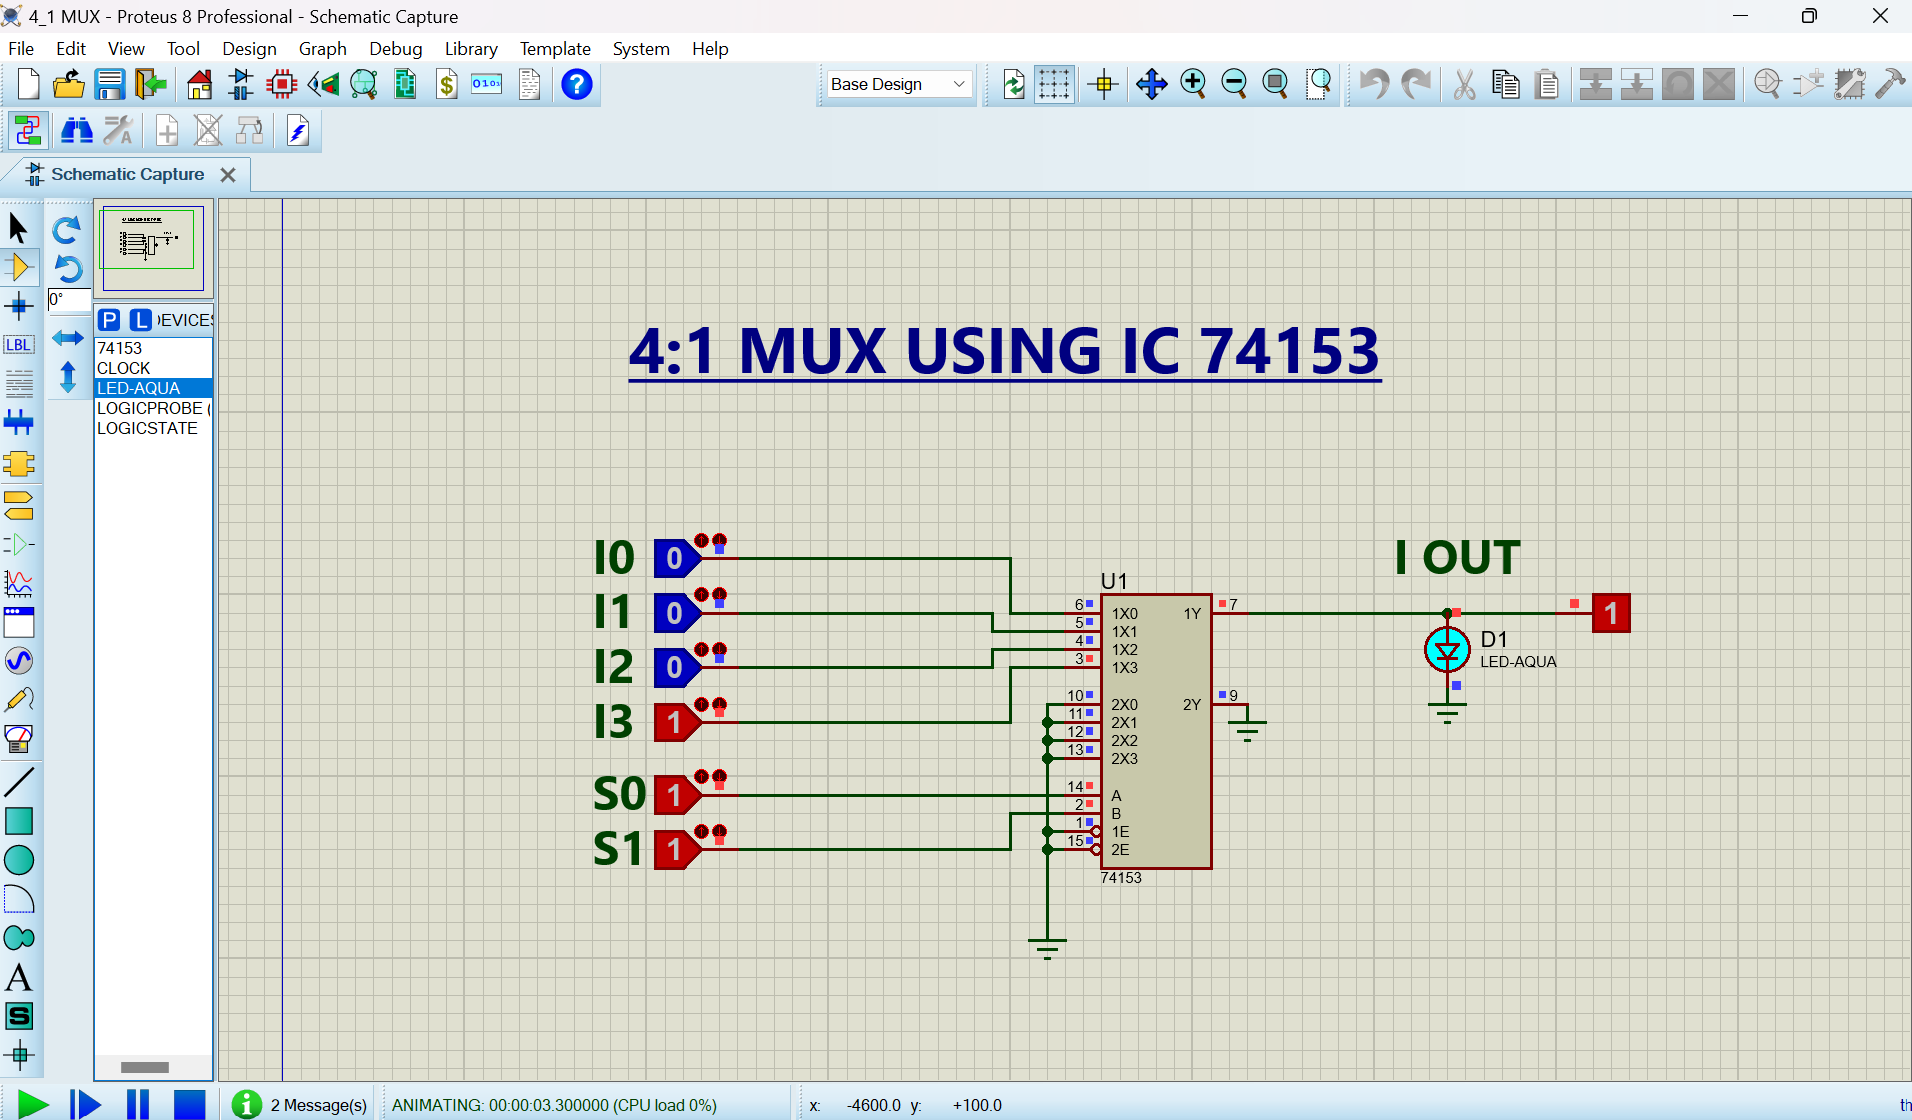 4_1 MUX - Proteus 8 Professional - Schematic Capture
File Edit View Tool Design Graph Debug Library Template System Help
Base Design
Schematic Capture
0°
P L DEVICES
74153
CLOCK
LED-AQUA
LOGICPROBE (
LOGICSTATE
LBL
A
S
4:1 MUX USING IC 74153
I0 0
I1 0
I2 0
I3 1
S0 1
S1 1
U1
6 1X0 1Y 7
5 1X1
4 1X2
3 1X3
10 2X0 2Y 9
11 2X1
12 2X2
13 2X3
14 A
2 B
1 1E
15 2E
74153
I OUT
1
D1
LED-AQUA
2 Message(s)
ANIMATING: 00:00:03.300000 (CPU load 0%)
x: -4600.0 y: +100.0
th